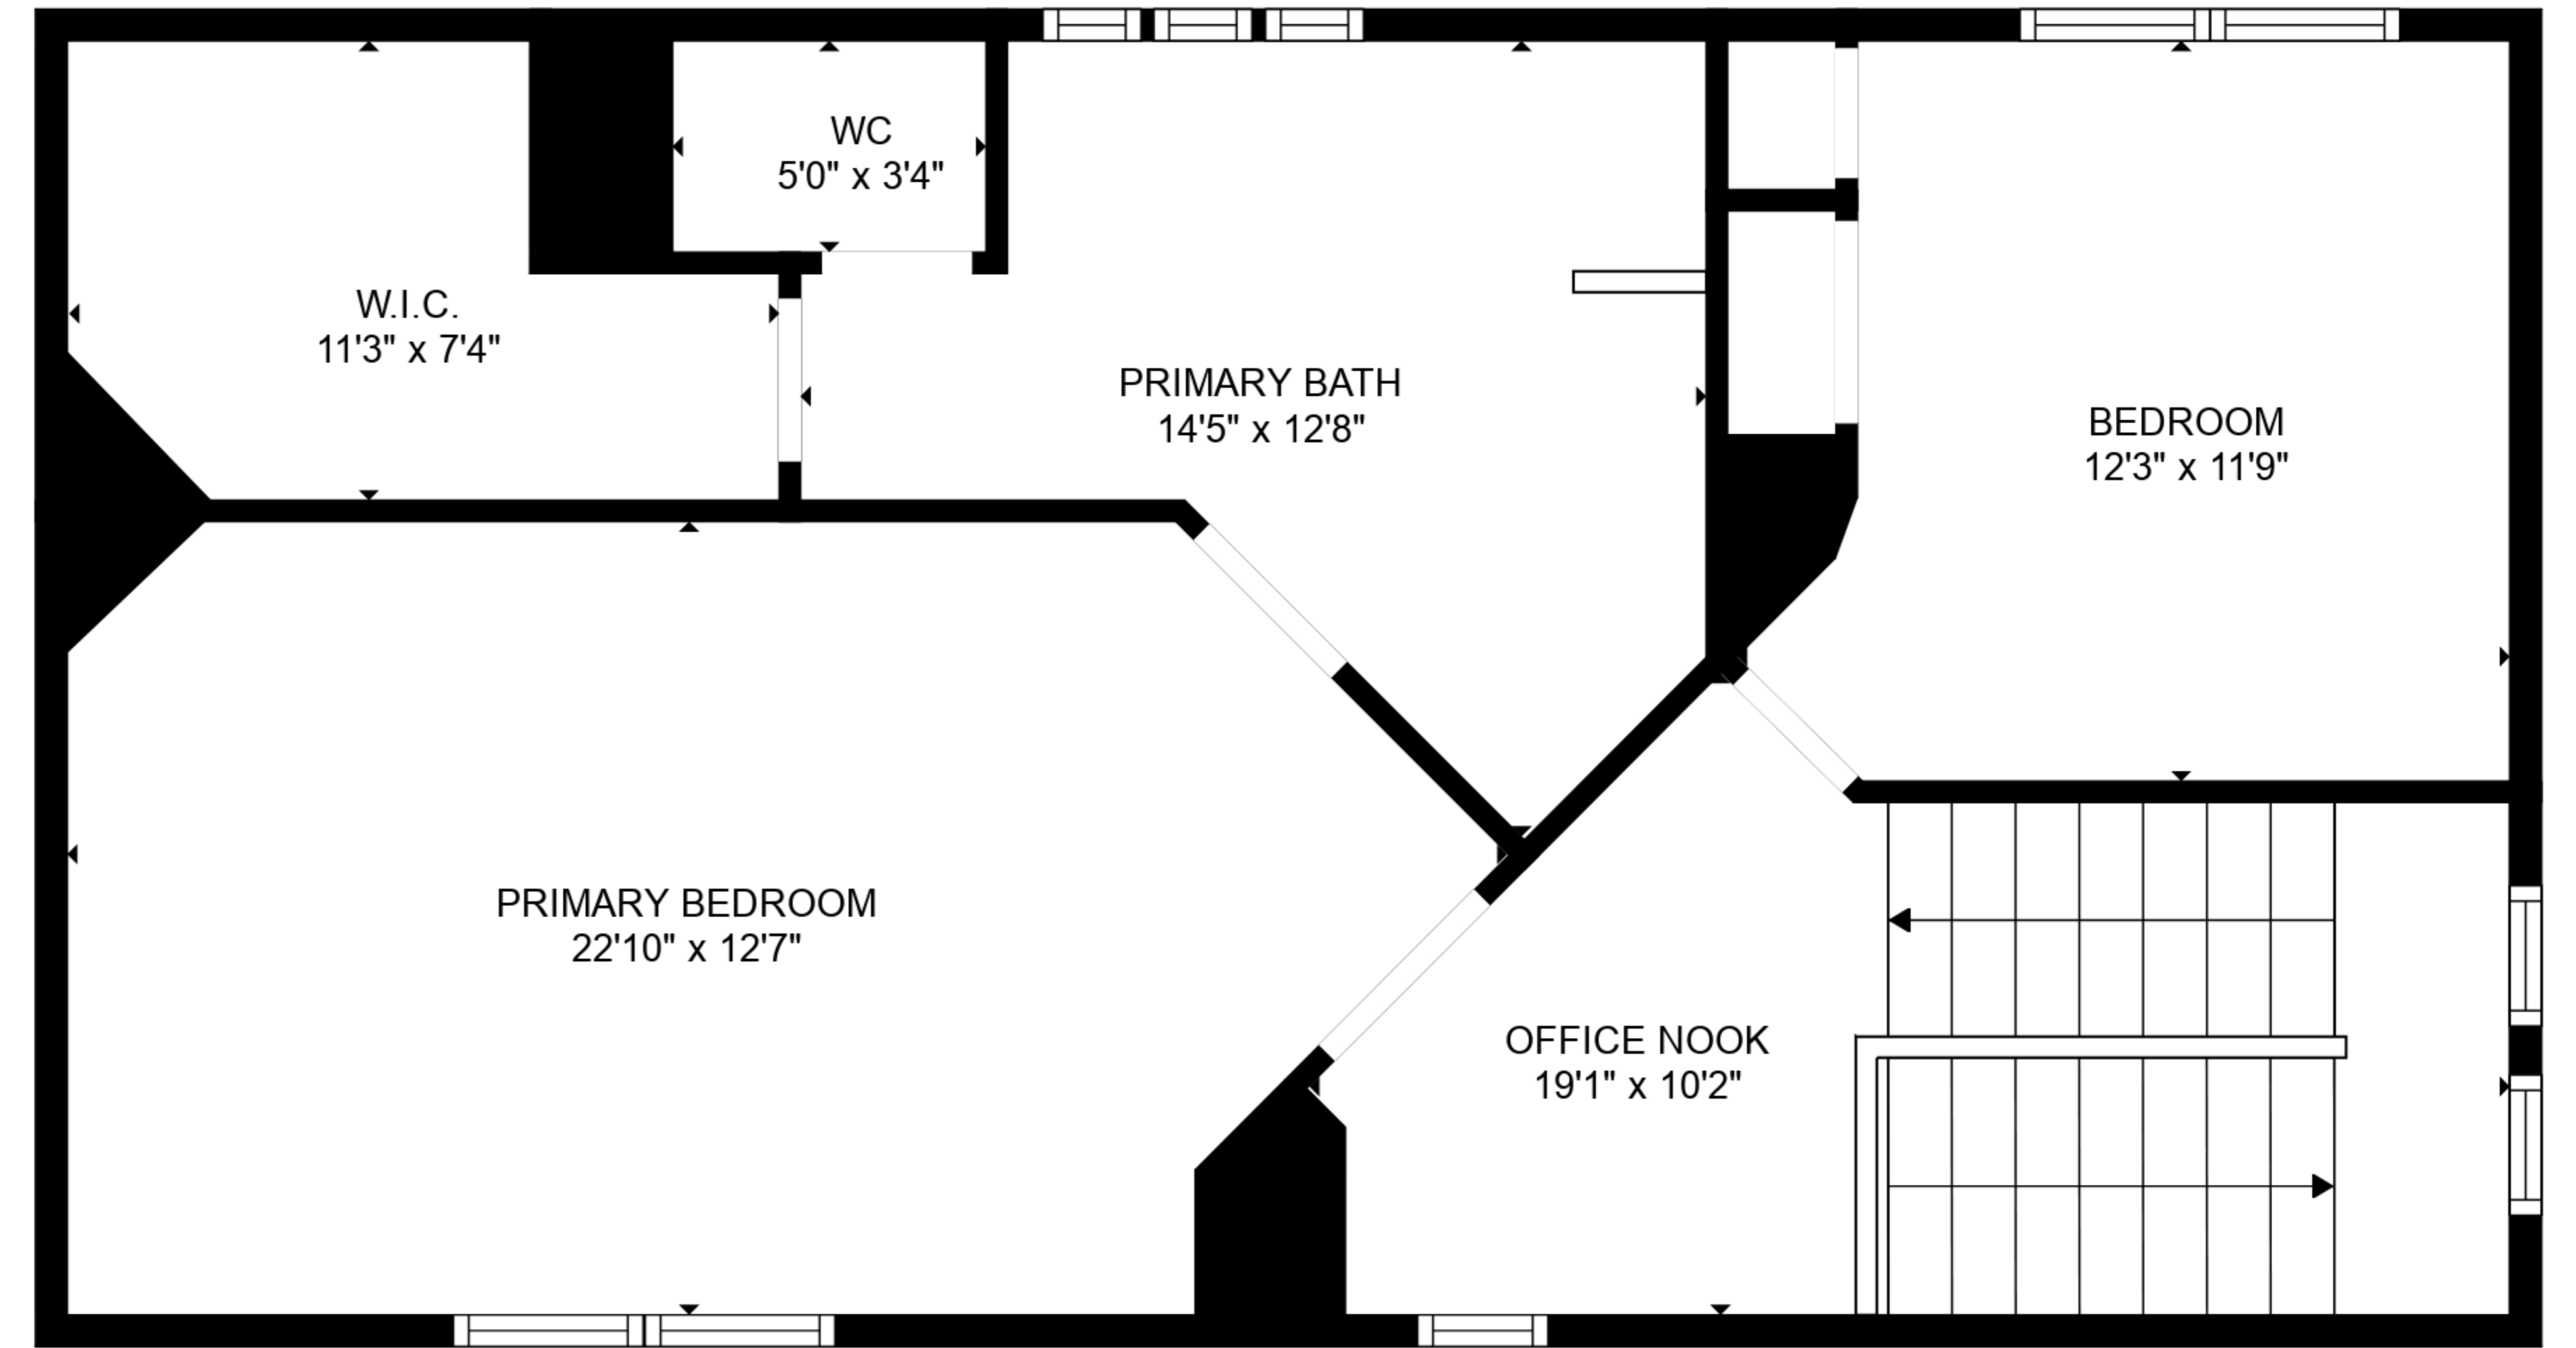 WC
5'0" x 3'4"
W.I.C.
11'3" x 7'4"
PRIMARY BATH
14'5" x 12'8"
BEDROOM
12'3" x 11'9"
PRIMARY BEDROOM
22'10" x 12'7"
OFFICE NOOK
19'1" x 10'2"